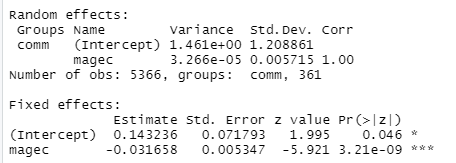 Random effects:
Groups Name Variance Std.Dev. Corr
comm (Intercept) 1.461e+00 1.208861
magec 3.266e-05 0.005715 1.00
Number of obs: 5366, groups: comm, 361
Fixed effects:
Estimate Std. Error z value Pr(>|z|)
(Intercept) 0.143236 0.071793 1.995 0.046 *
magec -0.031658 0.005347 -5.921 3.21e-09 ***